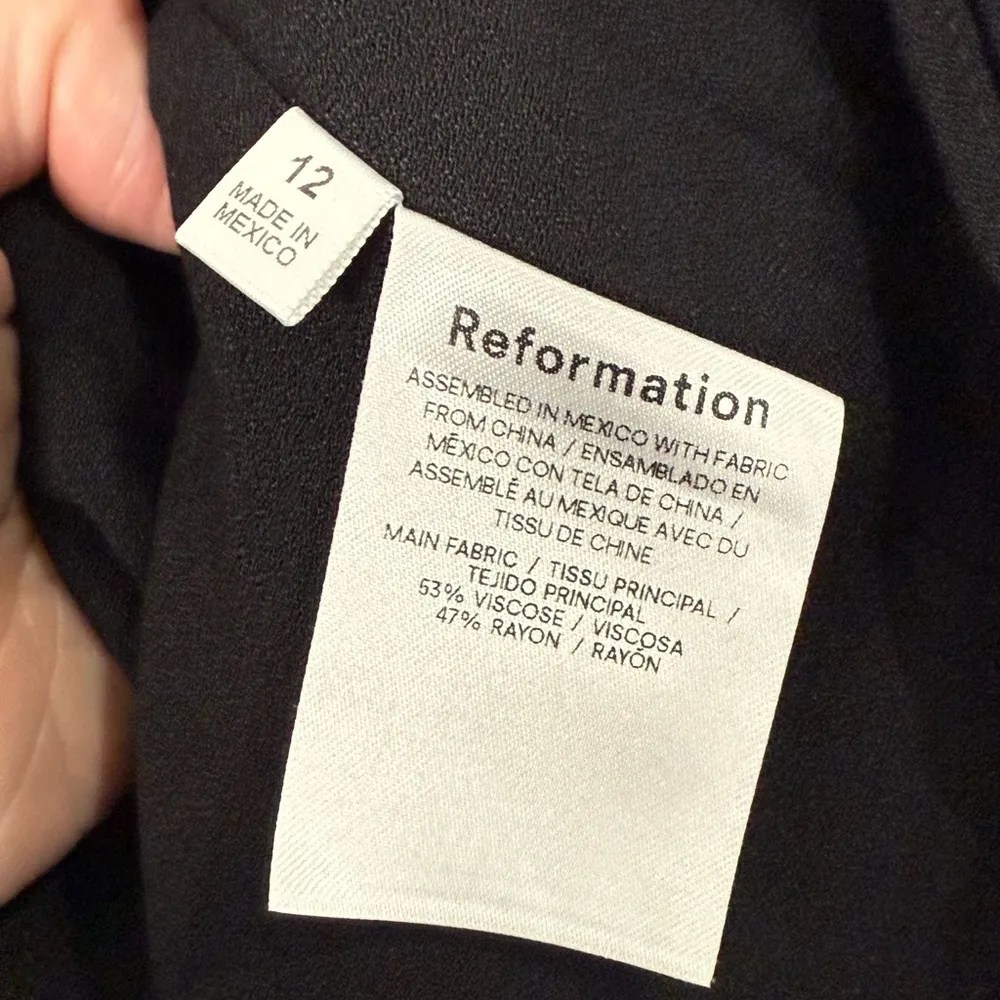 12
MADE IN
MEXICO
Reformation
ASSEMBLED IN MEXICO WITH FABRIC
FROM CHINA / ENSAMBLADO EN
MÉXICO CON TELA DE CHINA /
ASSEMBLÉ AU MEXIQUE AVEC DU
TISSU DE CHINE
MAIN FABRIC / TISSU PRINCIPAL /
TEJIDO PRINCIPAL
53% VISCOSE / VISCOSA
47% RAYON / RAYÓN